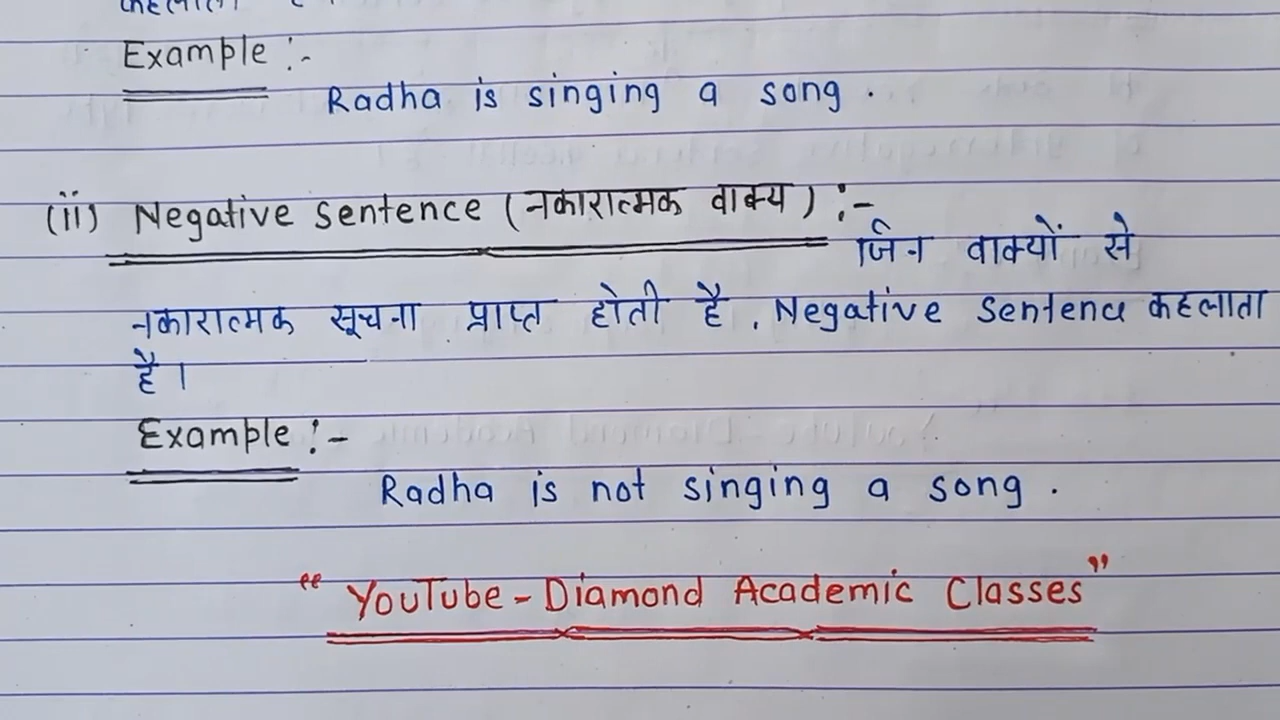 Example :-
Radha is singing a song .
(ii) Negative sentence (नकारात्मक वाक्य) :-
जिन वाक्यों से
नकारात्मक सूचना प्राप्त होती है , Negative sentence कहलाता
है ।
Example :-
Radha is not singing a song .
“ YouTube - Diamond Academic Classes ”